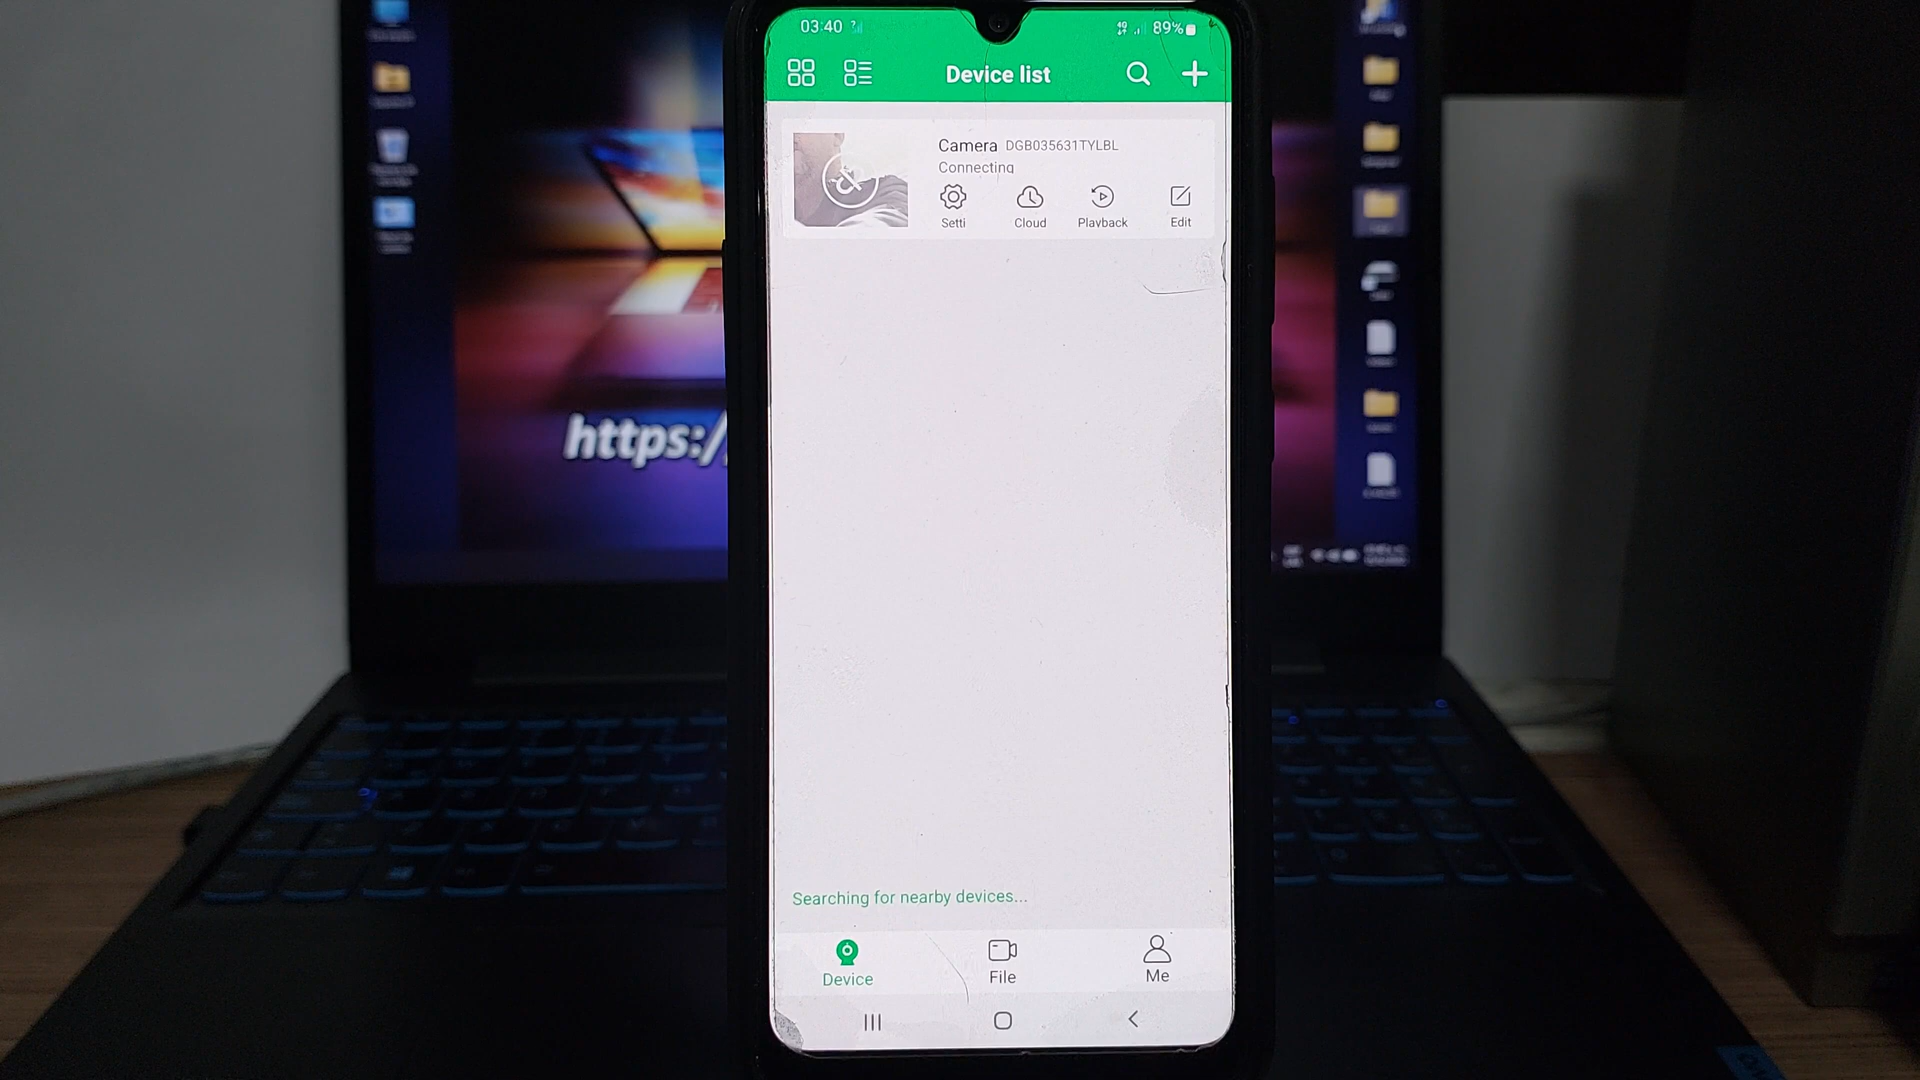 03:40
89%
Device list
Camera DGB035631TYLBL
Connecting
Setti Cloud Playback Edit
https:/
Searching for nearby devices...
Device File Me